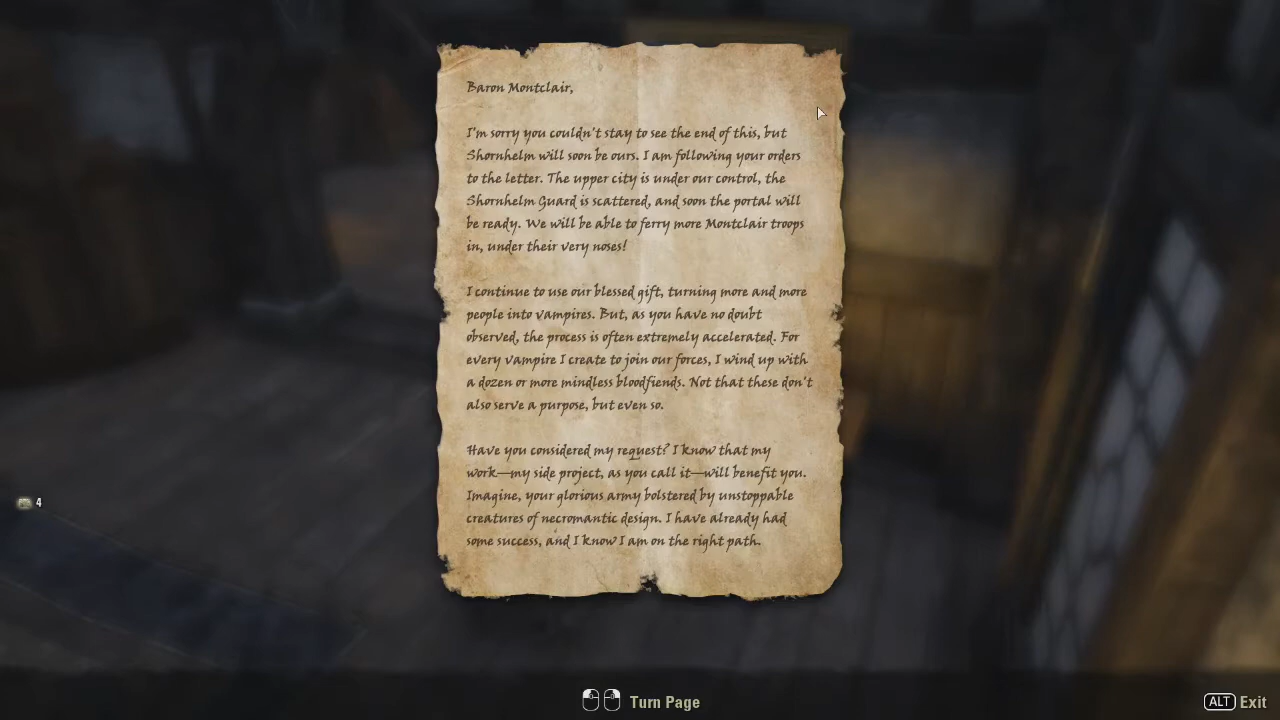 Baron Montclair,
I'm sorry you couldn't stay to see the end of this, but
Shornhelm will soon be ours. I am following your orders
to the letter. The upper city is under our control, the
Shornhelm Guard is scattered, and soon the portal will
be ready. We will be able to ferry more Montclair troops
in, under their very noses!
I continue to use our blessed gift, turning more and more
people into vampires. But, as you have no doubt
observed, the process is often extremely accelerated. For
every vampire I create to join our forces, I wind up with
a dozen or more mindless bloodfiends. Not that these don't
also serve a purpose, but even so.
Have you considered my request? I know that my
work—my side project, as you call it—will benefit you.
Imagine, your glorious army bolstered by unstoppable
creatures of necromantic design. I have already had
some success, and I know I am on the right path.
4
Turn Page
ALT Exit